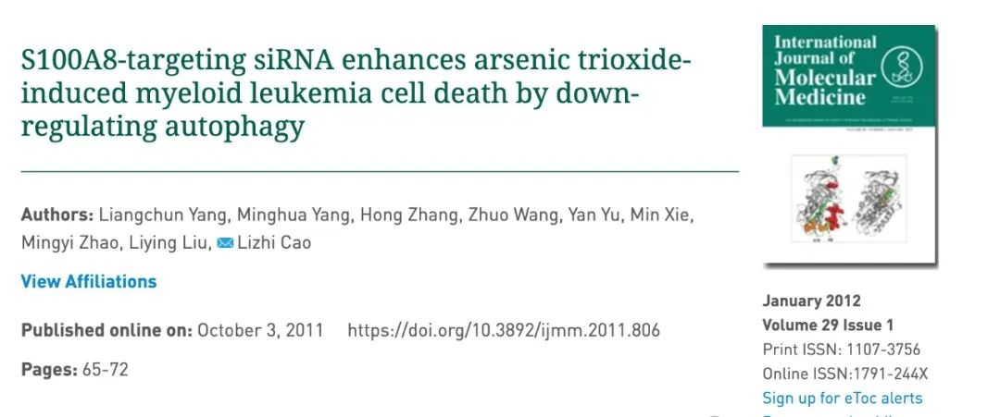 S100A8-targeting siRNA enhances arsenic trioxide-
induced myeloid leukemia cell death by down-
regulating autophagy
Authors: Liangchun Yang, Minghua Yang, Hong Zhang, Zhuo Wang, Yan Yu, Min Xie,
Mingyi Zhao, Liying Liu, Lizhi Cao
View Affiliations
Published online on: October 3, 2011 https://doi.org/10.3892/ijmm.2011.806
Pages: 65-72
International
Journal of
Molecular
Medicine
January 2012
Volume 29 Issue 1
Print ISSN: 1107-3756
Online ISSN:1791-244X
Sign up for eToc alerts